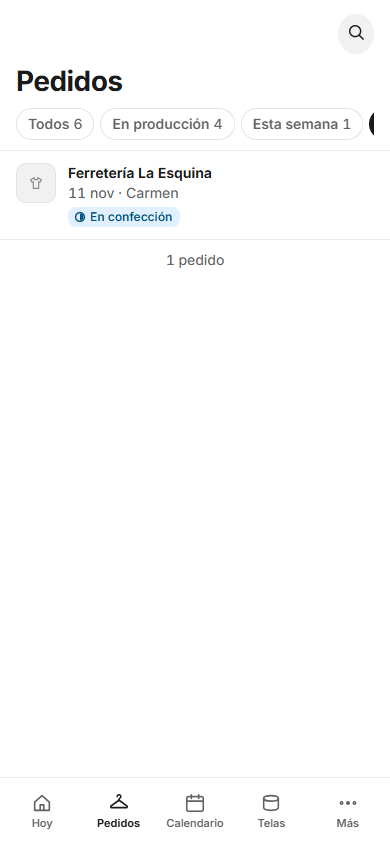 Pedidos
Todos 6
En producción 4
Esta semana 1
Ferretería La Esquina
11 nov · Carmen
En confección
1 pedido
Hoy
Pedidos
Calendario
Telas
Más